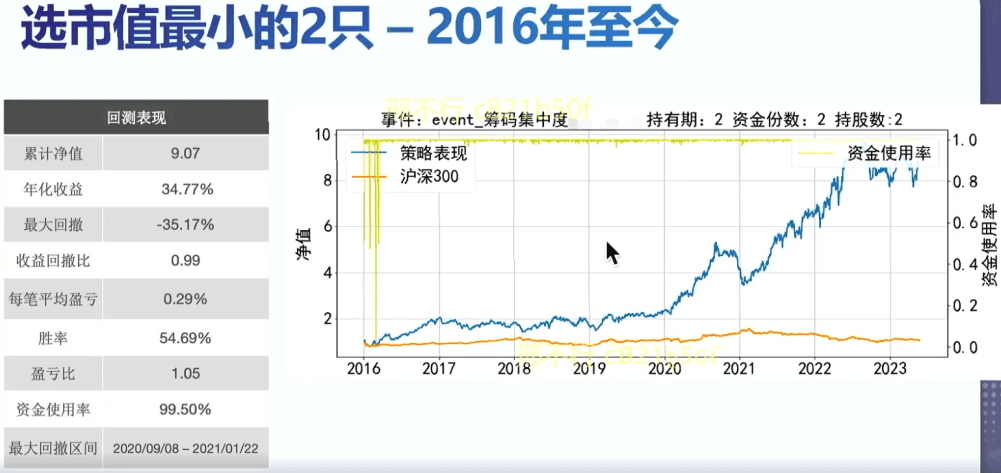 选市值最小的2只 – 2016年至今
回测表现
累计净值 9.07
年化收益 34.77%
最大回撤 -35.17%
收益回撤比 0.99
每笔平均盈亏 0.29%
胜率 54.69%
盈亏比 1.05
资金使用率 99.50%
最大回撤区间 2020/09/08 – 2021/01/22
事件：event_筹码集中度 持有期：2 资金份数：2 持股数:2
策略表现
沪深300
资金使用率
净值
10
8
6
4
2
1.0
0.8
0.6
0.4
0.2
0.0
资金使用率
2016 2017 2018 2019 2020 2021 2022 2023